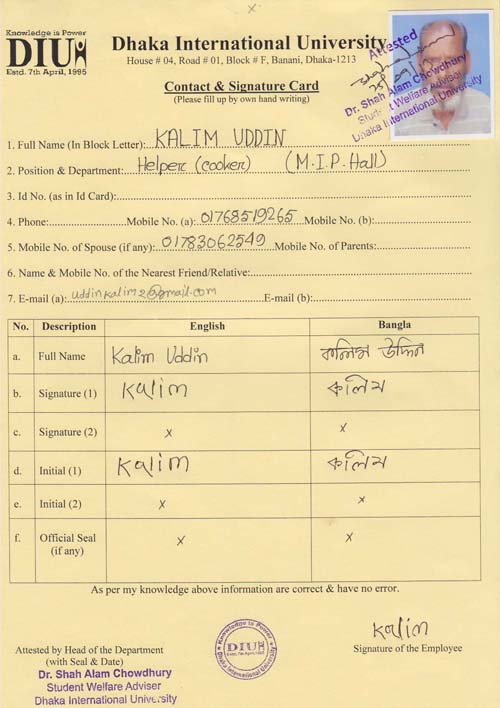 Knowledge is Power
DIU
Estd. 7th April, 1995
Dhaka International University
House # 04, Road # 01, Block # F, Banani, Dhaka-1213
Contact & Signature Card
(Please fill up by own hand writing)
Attested
Dr. Shah Alam Chowdhury
Student Welfare Adviser
Dhaka International University
1. Full Name (In Block Letter): KALIM UDDIN
2. Position & Department: Helper (Cooker) (M.I.P. Hall)
3. Id No. (as in Id Card):
4. Phone: Mobile No. (a): 01768519265 Mobile No. (b):
5. Mobile No. of Spouse (if any): 01783062549 Mobile No. of Parents:
6. Name & Mobile No. of the Nearest Friend/Relative:
7. E-mail (a): uddinkalim2@gmail.com E-mail (b):
No. Description English Bangla
a. Full Name Kalim Uddin কলিম উদ্দিন
b. Signature (1) Kalim কলিম
c. Signature (2) x x
d. Initial (1) Kalim কলিম
e. Initial (2) x x
f. Official Seal (if any) x x
As per my knowledge above information are correct & have no error.
Kalim
Attested by Head of the Department
(with Seal & Date)
Signature of the Employee
Knowledge is Power
DIU
Dhaka International University
Dr. Shah Alam Chowdhury
Student Welfare Adviser
Dhaka International University